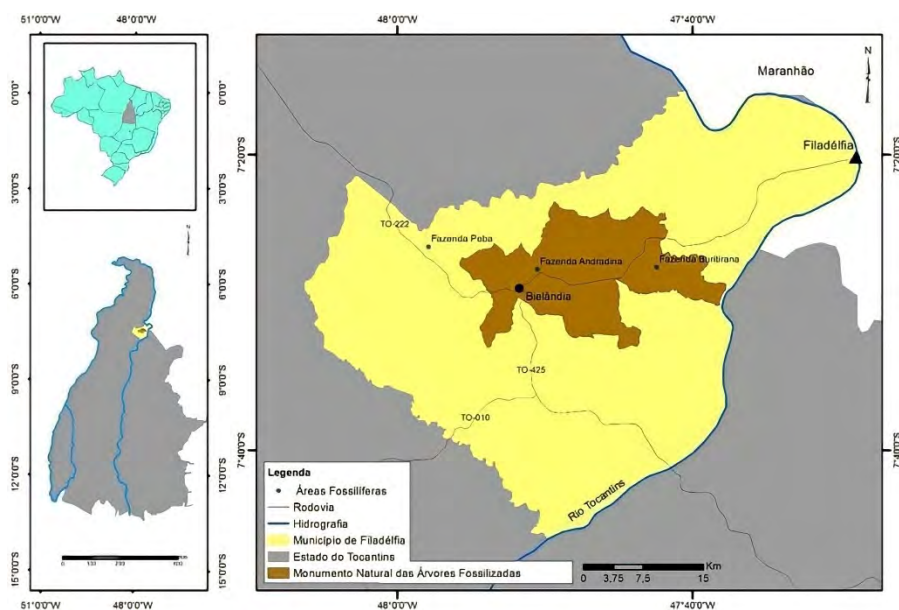 51°0'0"W 48°0'0"W
48°0'0"W 47°40'0"W
0°0'0"
3°0'0"S
6°0'0"S
9°0'0"S
12°0'0"S
15°0'0"S
0°0'0"
3°0'0"S
6°0'0"S
9°0'0"S
12°0'0"S
15°0'0"S
51°0'0"W 48°0'0"W
N
Maranhão
Filadélfia
7°20'0"S
7°20'0"S
TO-222
Fazenda Peba
Fazenda Andradina
Fazenda Buritirana
Bielândia
TO-425
TO-010
7°40'0"S
7°40'0"S
Rio Tocantins
Legenda
Áreas Fossilíferas
Rodovia
Hidrografia
Município de Filadélfia
Estado do Tocantins
Monumento Natural das Árvores Fossilizadas
Km
0 3.75 7.5 15
48°0'0"W 47°40'0"W